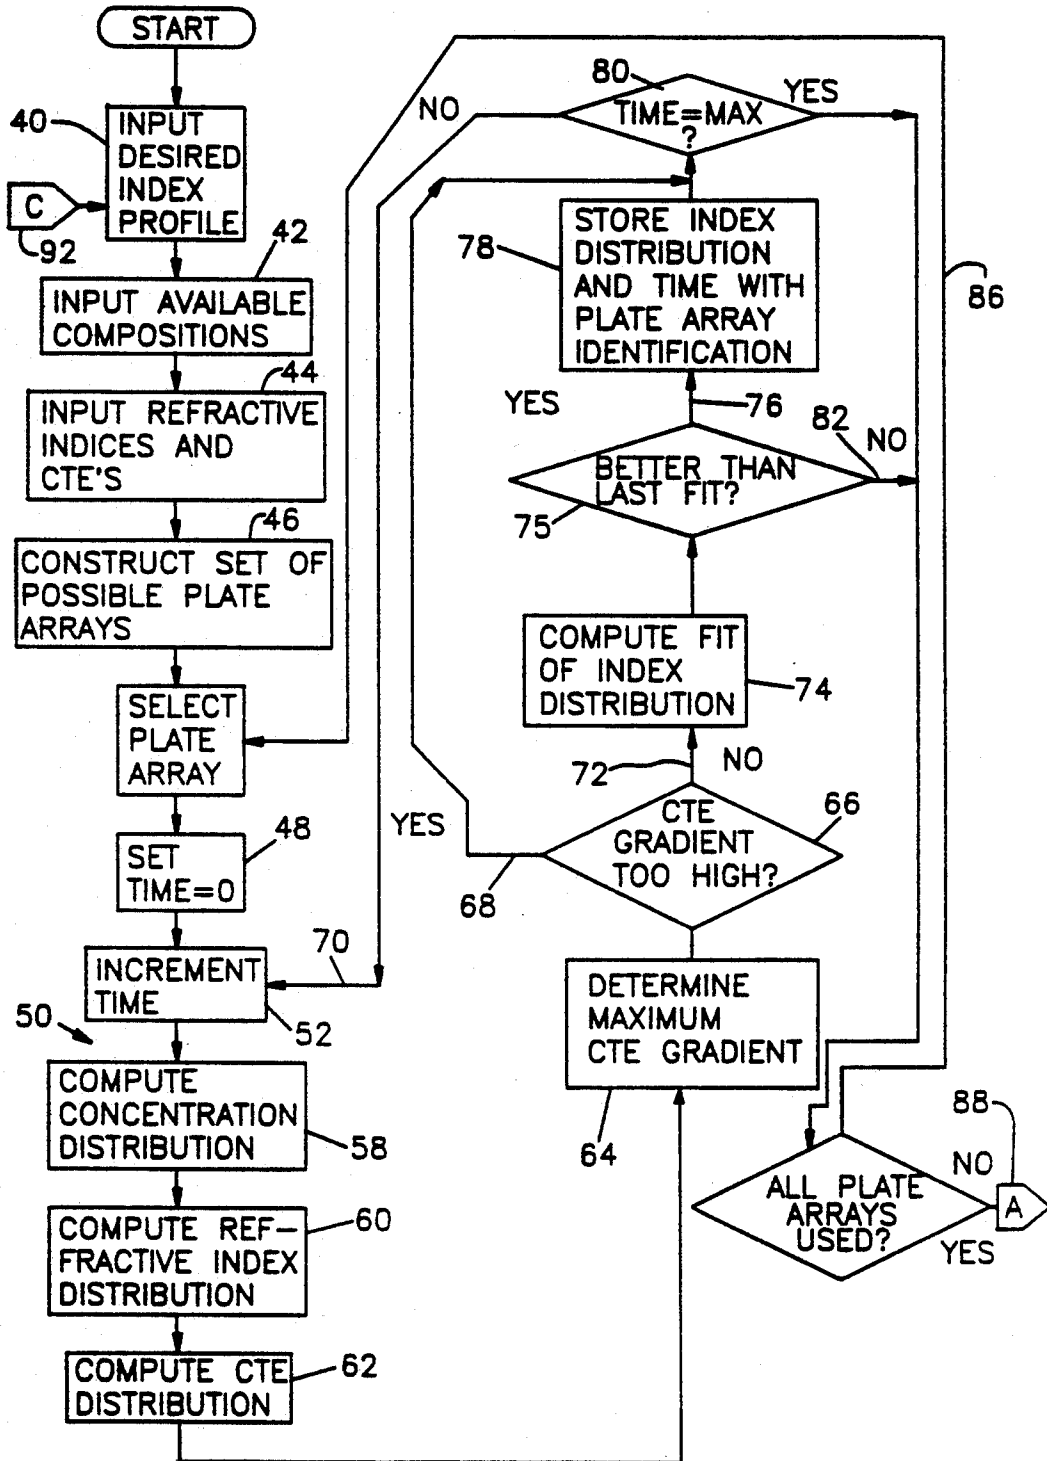 START
40
INPUT
DESIRED
INDEX
PROFILE
C
92
42
INPUT AVAILABLE
COMPOSITIONS
44
INPUT REFRACTIVE
INDICES AND
CTE'S
46
CONSTRUCT SET OF
POSSIBLE PLATE
ARRAYS
SELECT
PLATE
ARRAY
48
SET
TIME=0
70
INCREMENT
TIME
50
52
COMPUTE
CONCENTRATION
DISTRIBUTION
58
COMPUTE REF-
FRACTIVE INDEX
DISTRIBUTION
60
COMPUTE CTE
DISTRIBUTION
62
80
NO
TIME=MAX
?
YES
78
STORE INDEX
DISTRIBUTION
AND TIME WITH
PLATE ARRAY
IDENTIFICATION
86
YES
76
82
NO
BETTER THAN
LAST FIT?
75
COMPUTE FIT
OF INDEX
DISTRIBUTION
74
72
NO
YES
CTE
GRADIENT
TOO HIGH?
66
68
DETERMINE
MAXIMUM
CTE GRADIENT
64
88
NO
ALL PLATE
ARRAYS
USED?
A
YES